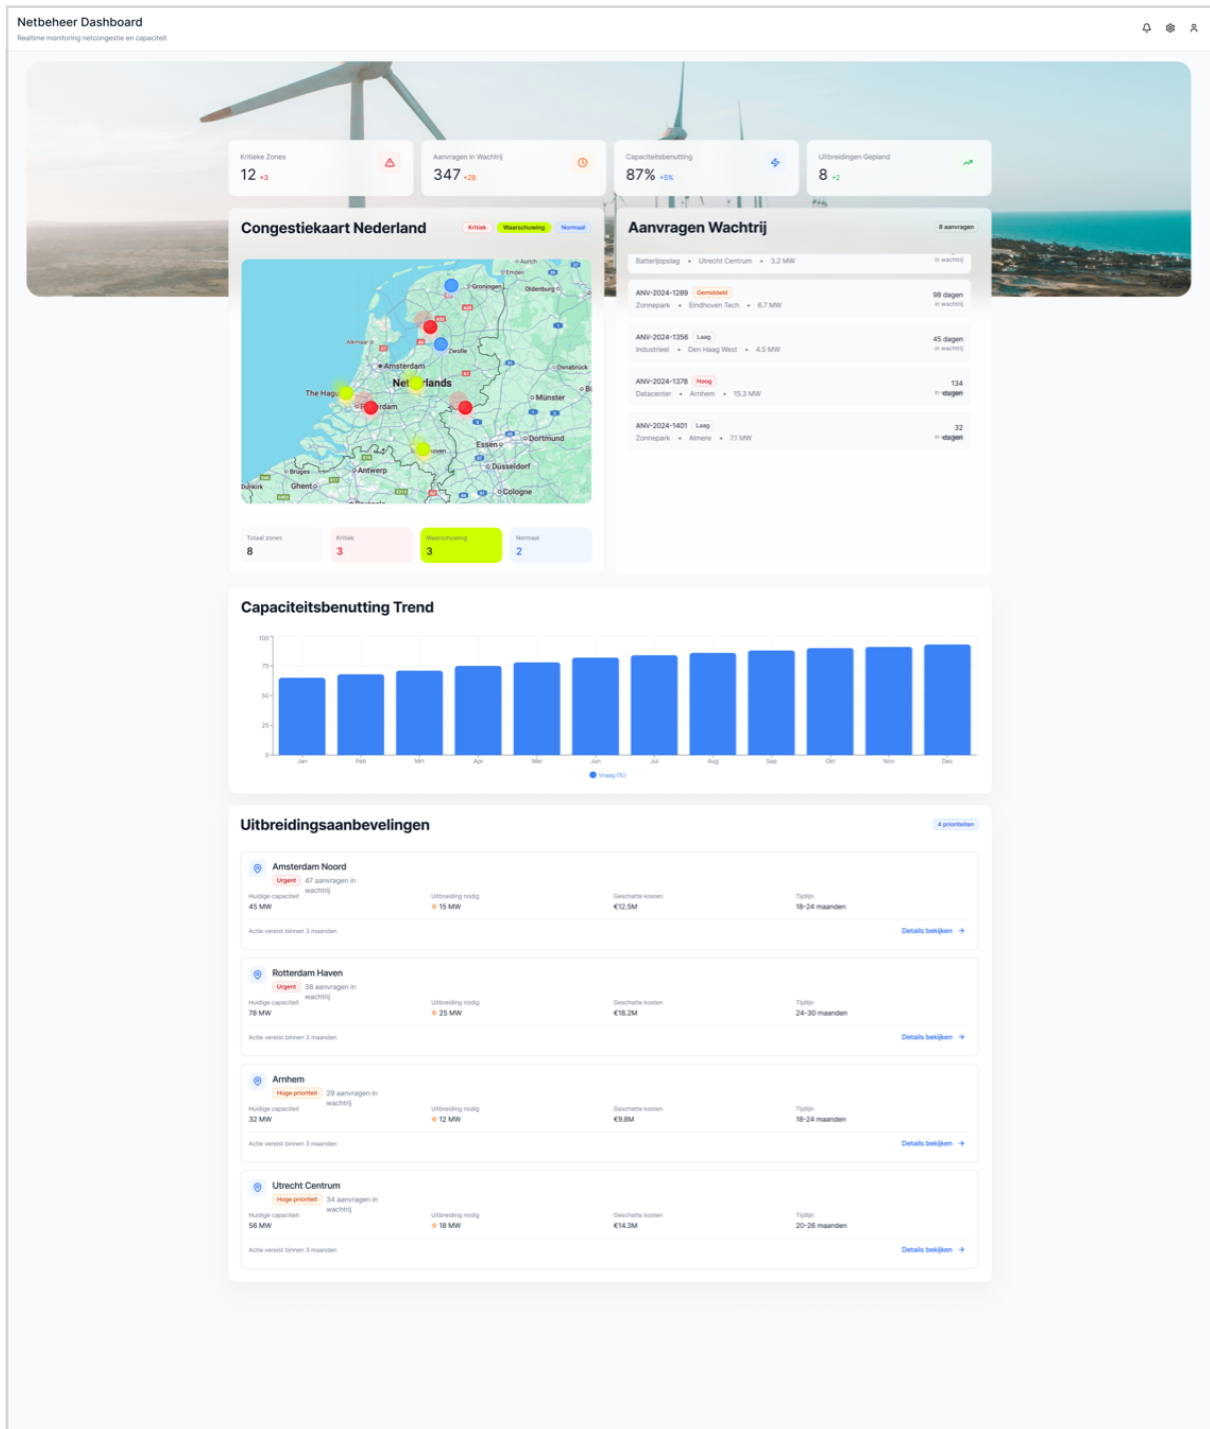 Netbeheer Dashboard
Realtime monitoring netcongestie en capaciteit
Kritieke Zones
12 +3
Aanvragen in Wachtrij
347 +28
Capaciteitsbenutting
87% +5%
Uitbreidingen Gepland
8 +2
Congestiekaart Nederland
Kritiek
Waarschuwing
Normaal
Aurich
Emden
Groningen
Oldenburg
Alkmaar
Zwolle
Amsterdam
Osnabrück
The Hagu
Münster
Essen
Dortmund
Düsseldorf
Bruges
Antwerp
Ghent
Cologne
Totaal zones
8
Kritiek
3
Waarschuwing
3
Normaal
2
Aanvragen Wachtrij
8 aanvragen
Batterijopslag • Utrecht Centrum • 3.2 MW
in wachtrij
ANV-2024-1289 Gemiddeld
98 dagen
Zonnepark • Eindhoven Tech • 6.7 MW
in wachtrij
ANV-2024-1356 Laag
45 dagen
Industrieel • Den Haag West • 4.5 MW
in wachtrij
ANV-2024-1378 Hoog
134
Datacenter • Arnhem • 15.3 MW
dagen
ANV-2024-1401 Laag
32
Zonnepark • Almere • 7.1 MW
dagen
Capaciteitsbenutting Trend
100
75
50
25
0
Jan Feb Mrt Apr Mei Jun Jul Aug Sep Okt Nov Dec
Vraag (%)
Uitbreidingsaanbevelingen
4 prioriteiten
Amsterdam Noord
Urgent 47 aanvragen in
wachtrij
Huidige capaciteit Uitbreiding nodig Geschatte kosten Tijdlijn
45 MW 15 MW €12.5M 18-24 maanden
Actie vereist binnen 3 maanden Details bekijken →
Rotterdam Haven
Urgent 38 aanvragen in
wachtrij
Huidige capaciteit Uitbreiding nodig Geschatte kosten Tijdlijn
78 MW 25 MW €18.2M 24-30 maanden
Actie vereist binnen 3 maanden Details bekijken →
Arnhem
Hoge prioriteit 29 aanvragen in
wachtrij
Huidige capaciteit Uitbreiding nodig Geschatte kosten Tijdlijn
32 MW 12 MW €9.8M 18-24 maanden
Actie vereist binnen 3 maanden Details bekijken →
Utrecht Centrum
Hoge prioriteit 34 aanvragen in
wachtrij
Huidige capaciteit Uitbreiding nodig Geschatte kosten Tijdlijn
56 MW 18 MW €14.3M 20-26 maanden
Actie vereist binnen 3 maanden Details bekijken →